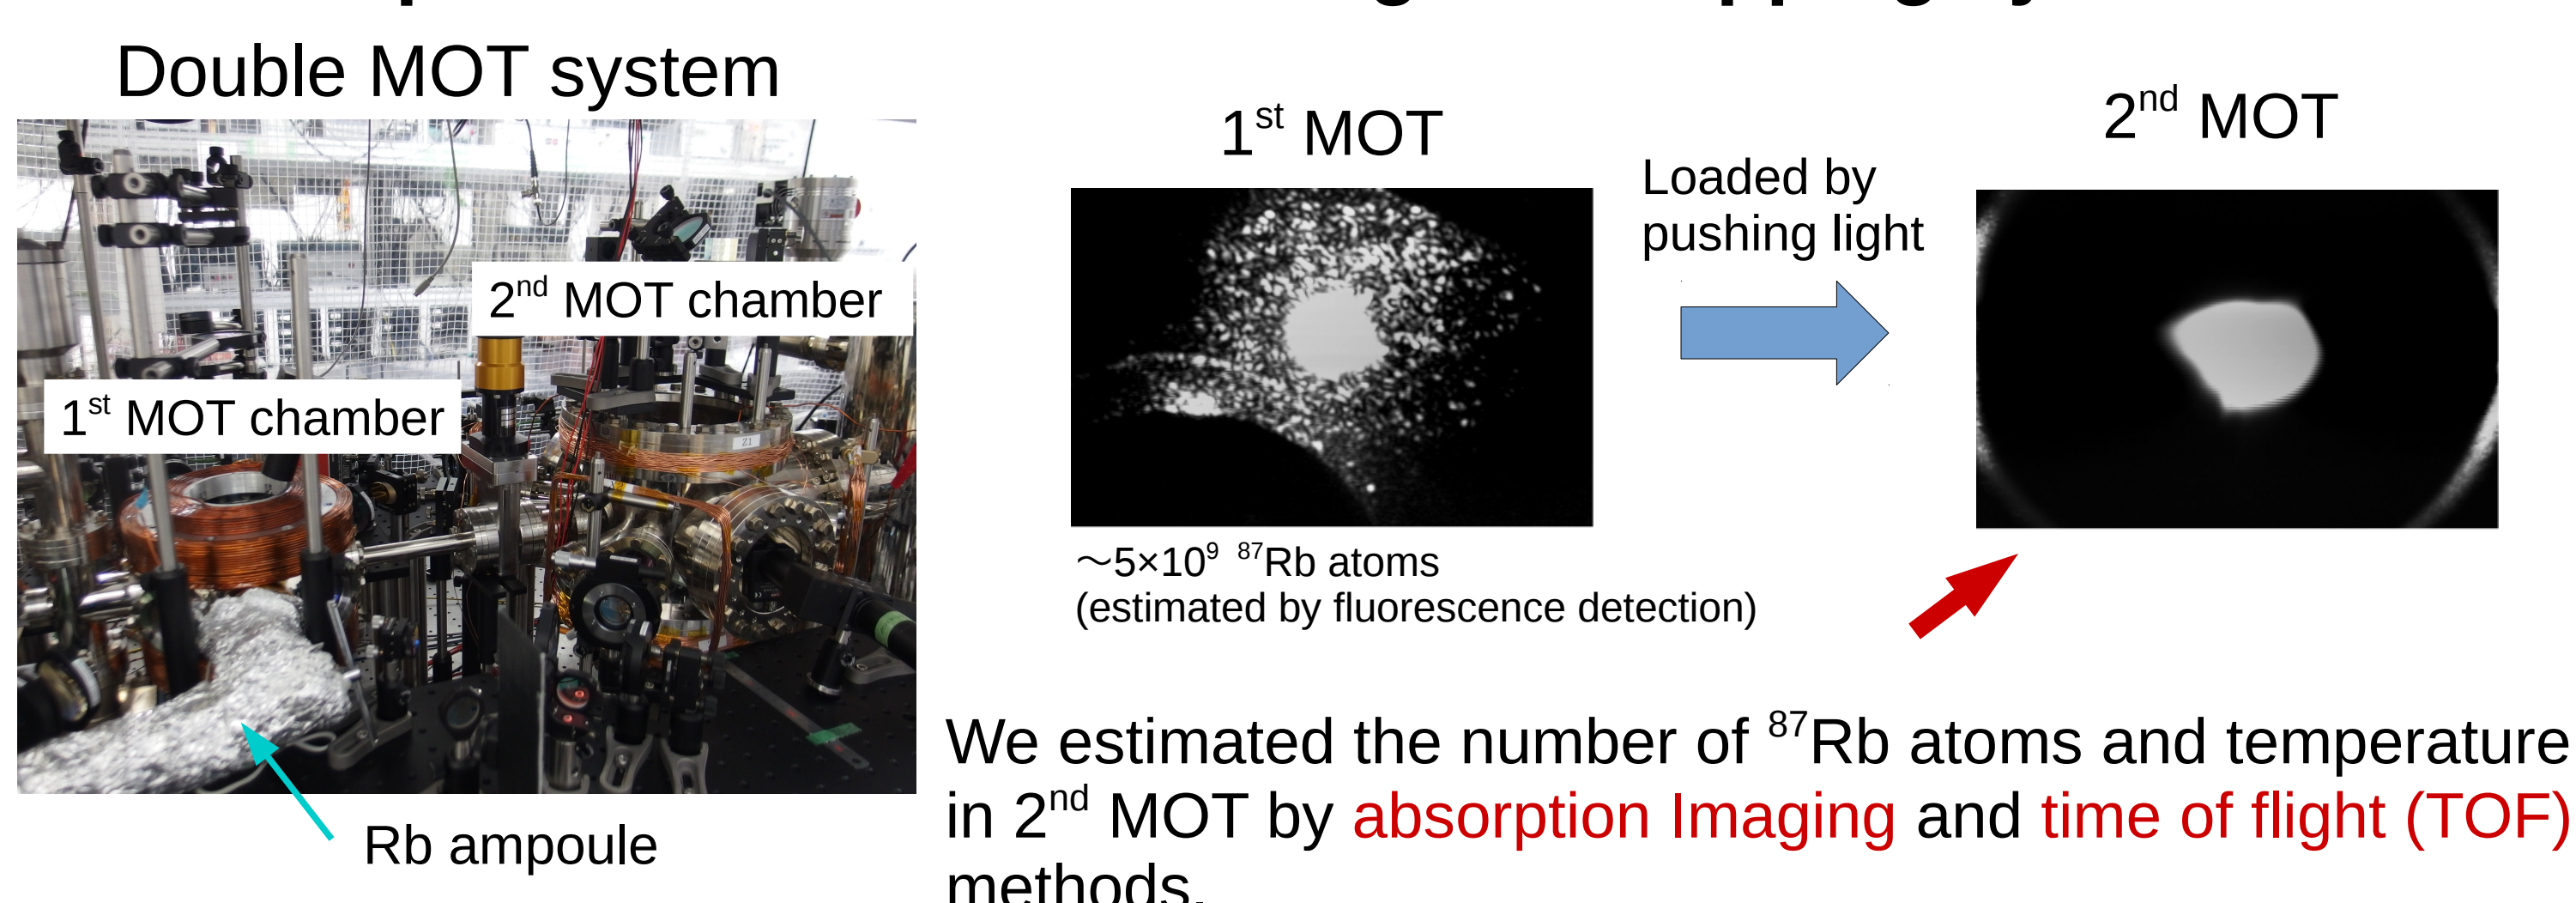 Double MOT system
2nd MOT chamber
1st MOT chamber
Rb ampoule
1st MOT
Loaded by
pushing light
2nd MOT
～5×10⁹ ⁸⁷Rb atoms
(estimated by fluorescence detection)
We estimated the number of ⁸⁷Rb atoms and temperature
in 2nd MOT by absorption Imaging and time of flight (TOF)
methods.